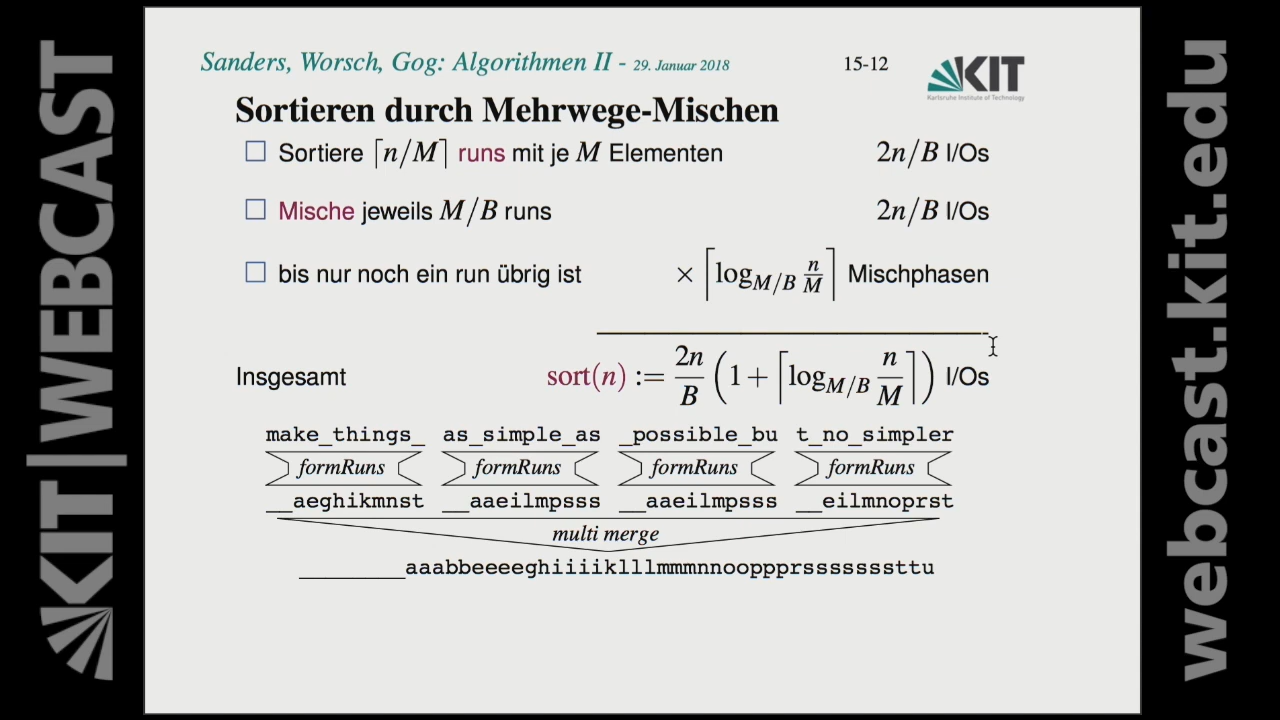 KIT|WEBCAST
Sanders, Worsch, Gog: Algorithmen II - 29. Januar 2018 15-12
KIT
Karlsruhe Institute of Technology
Sortieren durch Mehrwege-Mischen
Sortiere ⌈n/M⌉ runs mit je M Elementen 2n/B I/Os
Mische jeweils M/B runs 2n/B I/Os
bis nur noch ein run übrig ist × ⌈log_{M/B} n/M⌉ Mischphasen
Insgesamt sort(n) := 2n/B (1 + ⌈log_{M/B} n/M⌉) I/Os
make_things_ as_simple_as _possible_bu t_no_simpler
formRuns formRuns formRuns formRuns
__aeghikmnst __aaeilmpsss __aaeilmpsss __eilmnoprst
multi merge
________aaabbeeeeghiiiiklllmmmnnooppprsssssssttu
webcast.kit.edu